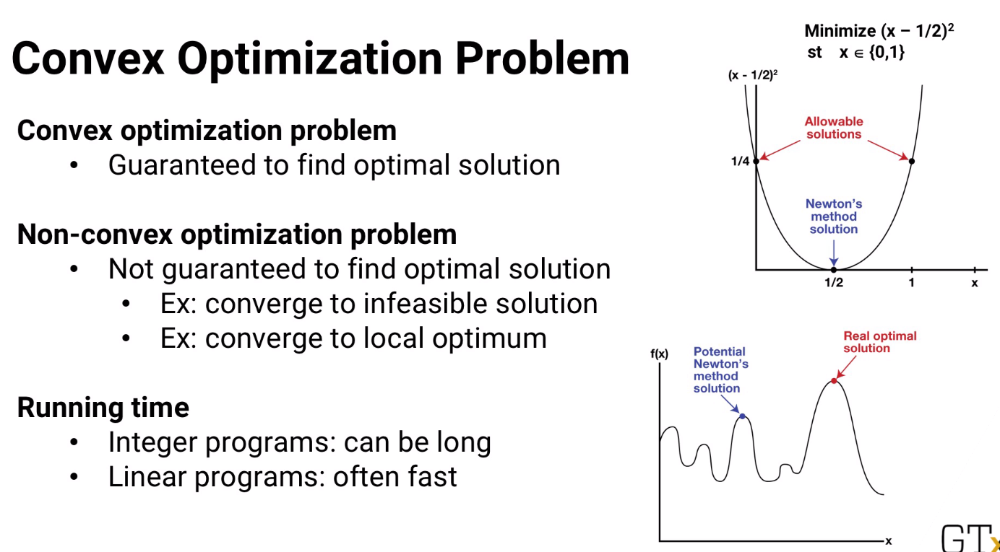 Convex Optimization Problem
Convex optimization problem
• Guaranteed to find optimal solution
Non-convex optimization problem
• Not guaranteed to find optimal solution
• Ex: converge to infeasible solution
• Ex: converge to local optimum
Running time
• Integer programs: can be long
• Linear programs: often fast
Minimize (x – 1/2)²
st x ∈ {0,1}
(x - 1/2)²
Allowable
solutions
1/4
Newton's
method
solution
1/2 1 x
Real optimal
solution
f(x)
Potential
Newton's
method
solution
x
GTx